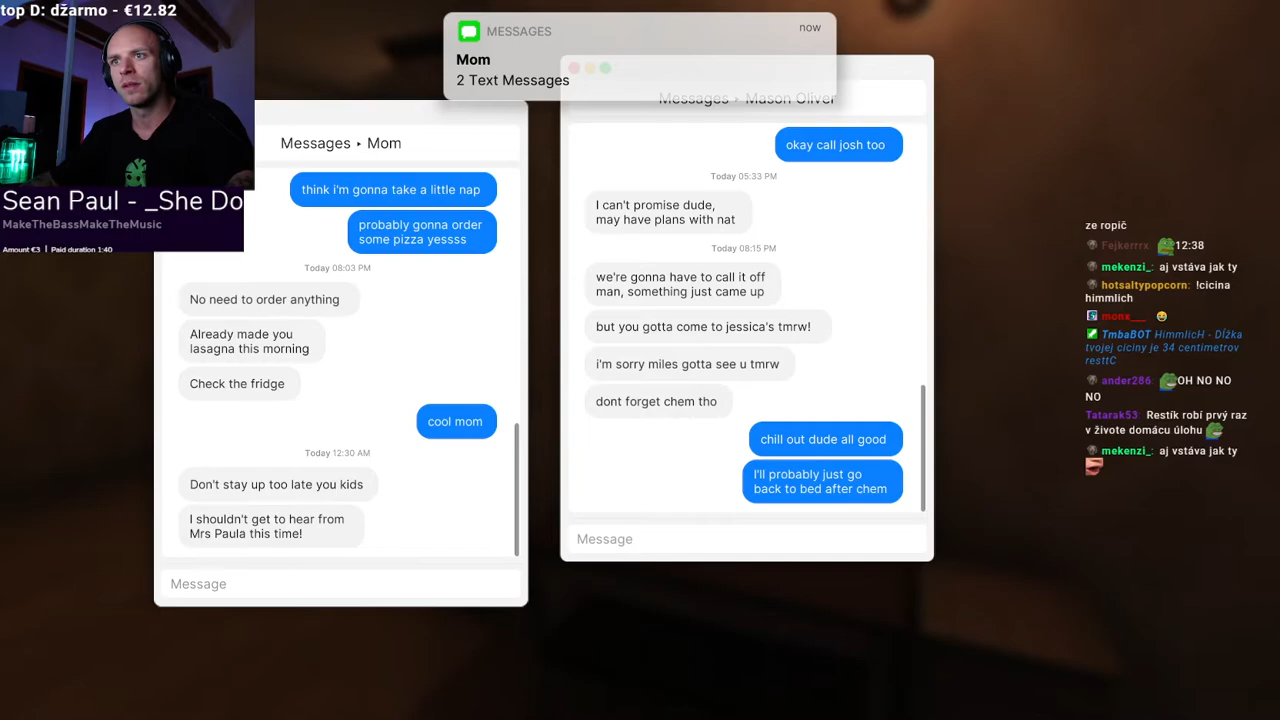 top D: džarmo - €12.82
Sean Paul - _She Do
MakeTheBassMakeTheMusic
Amount €3 | Paid duration 1:40
MESSAGES
now
Mom
2 Text Messages
Messages ‣ Mom
think i'm gonna take a little nap
probably gonna order
some pizza yessss
Today 08:03 PM
No need to order anything
Already made you
lasagna this morning
Check the fridge
cool mom
Today 12:30 AM
Don't stay up too late you kids
I shouldn't get to hear from
Mrs Paula this time!
Message
Messages ‣ Mason Oliver
okay call josh too
Today 05:33 PM
I can't promise dude,
may have plans with nat
Today 08:15 PM
we're gonna have to call it off
man, something just came up
but you gotta come to jessica's tmrw!
i'm sorry miles gotta see u tmrw
dont forget chem tho
chill out dude all good
I'll probably just go
back to bed after chem
Message
ze ropič
Fejkerrrx: 12:38
mekenzi_: aj vstáva jak ty
hotsaltypopcorn: !cicina
himmlich
monx___
TmbaBOT HimmlicH - Dĺžka
tvojej ciciny je 34 centimetrov
resttC
ander286: OH NO NO
NO
Tatarak53: Restík robí prvý raz
v živote domácu úlohu
mekenzi_: aj vstáva jak ty